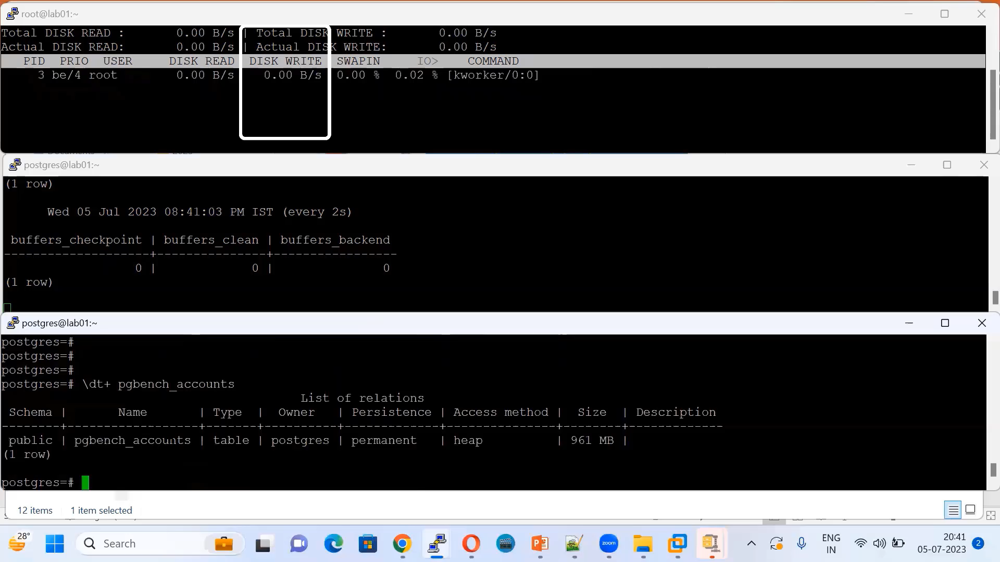 root@lab01:~
Total DISK READ :       0.00 B/s | Total DISK WRITE :       0.00 B/s
Actual DISK READ:       0.00 B/s | Actual DISK WRITE:       0.00 B/s
PID  PRIO  USER     DISK READ  DISK WRITE  SWAPIN     IO>    COMMAND
3 be/4 root        0.00 B/s    0.00 B/s  0.00 %  0.02 % [kworker/0:0]
postgres@lab01:~
(1 row)
Wed 05 Jul 2023 08:41:03 PM IST (every 2s)
buffers_checkpoint | buffers_clean | buffers_backend
--------------------+---------------+-----------------
0 |             0 |               0
(1 row)
postgres@lab01:~
postgres=#
postgres=#
postgres=#
postgres=# \dt+ pgbench_accounts
List of relations
Schema |       Name       | Type  |  Owner   | Persistence | Access method |  Size  | Description
--------+------------------+-------+----------+-------------+---------------+--------+-------------
public | pgbench_accounts | table | postgres | permanent   | heap          | 961 MB |
(1 row)
postgres=#
12 items    1 item selected
28°
Search
zoom
ENG
IN
20:41
05-07-2023
2